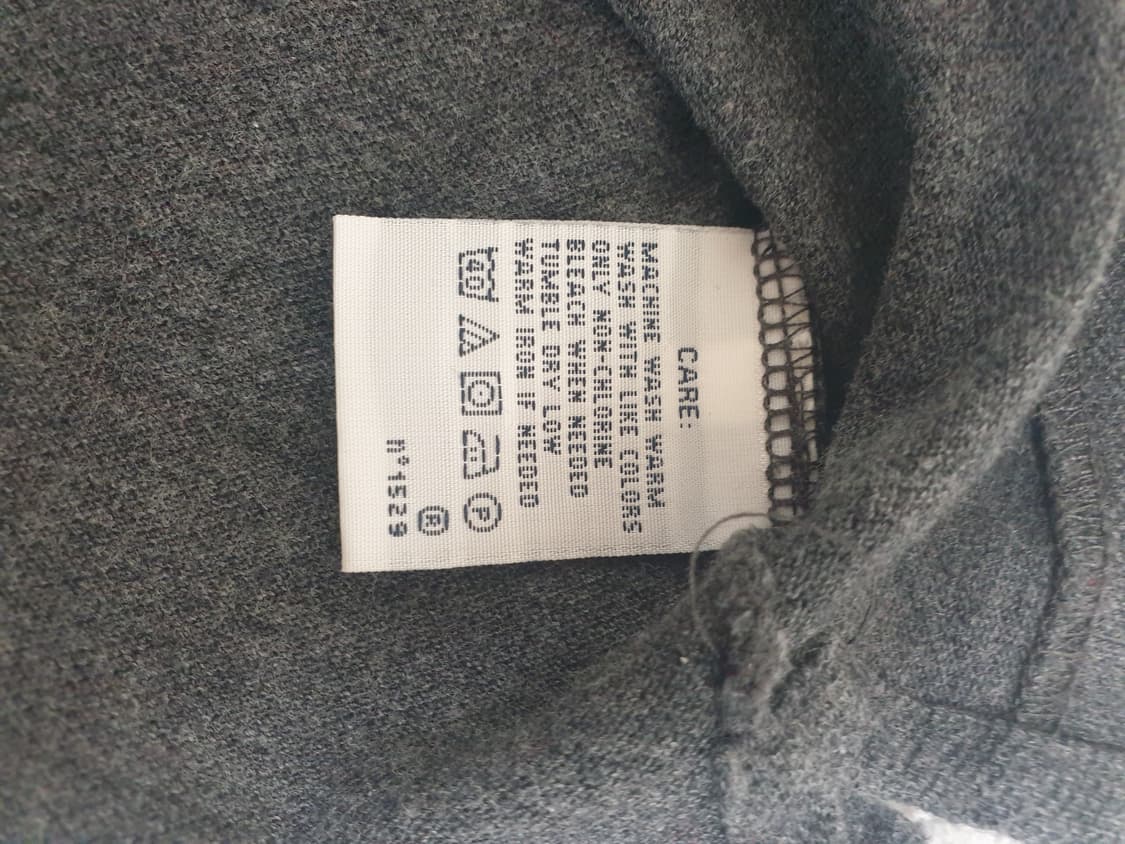 CARE:
MACHINE WASH WARM
WASH WITH LIKE COLORS
ONLY NON-CHLORINE
BLEACH WHEN NEEDED
TUMBLE DRY LOW
WARM IRON IF NEEDED
40 P
®
n°1529